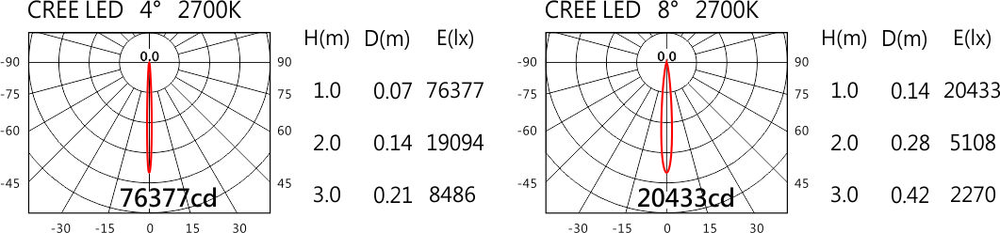 CREE LED 4° 2700K
0.0
-90 90
-75 75
-60 60
-45 45
76377cd
-30 -15 0 15 30
H(m) D(m) E(lx)
1.0 0.07 76377
2.0 0.14 19094
3.0 0.21 8486
CREE LED 8° 2700K
0.0
-90 90
-75 75
-60 60
-45 45
20433cd
-30 -15 0 15 30
H(m) D(m) E(lx)
1.0 0.14 20433
2.0 0.28 5108
3.0 0.42 2270